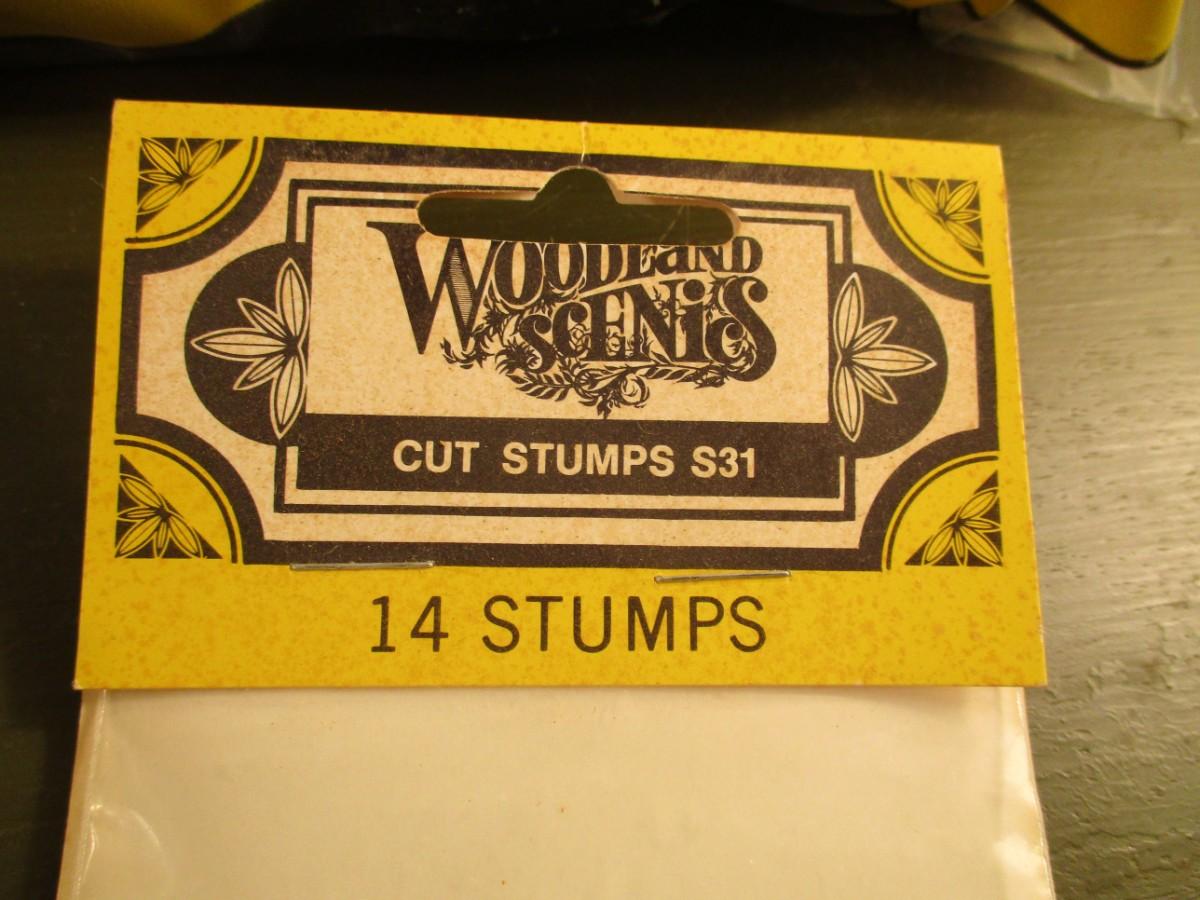 WOODLAND
SCENICS
CUT STUMPS S31
14 STUMPS